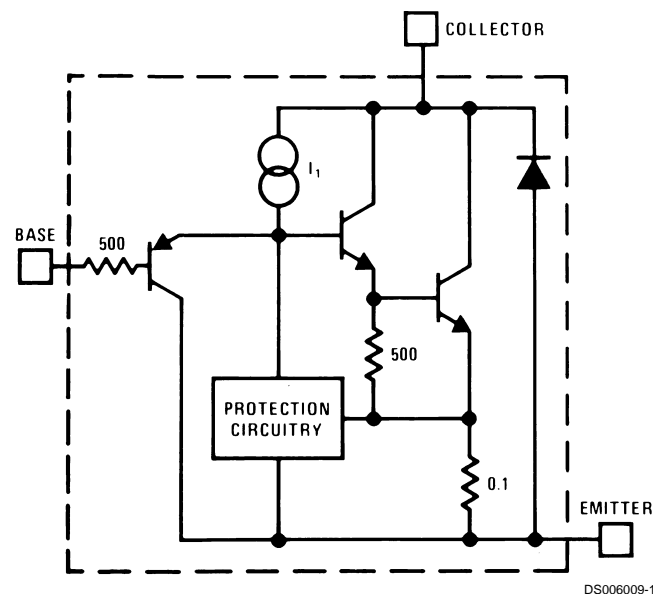 COLLECTOR
I₁
BASE
500
500
PROTECTION
CIRCUITRY
0.1
EMITTER
DS006009-1